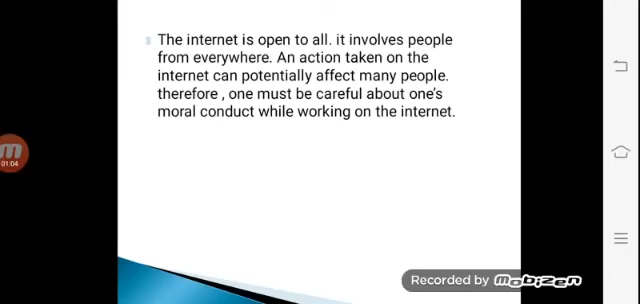 The internet is open to all. it involves people
from everywhere. An action taken on the
internet can potentially affect many people.
therefore , one must be careful about one's
moral conduct while working on the internet.
01:04
Recorded by mobizen